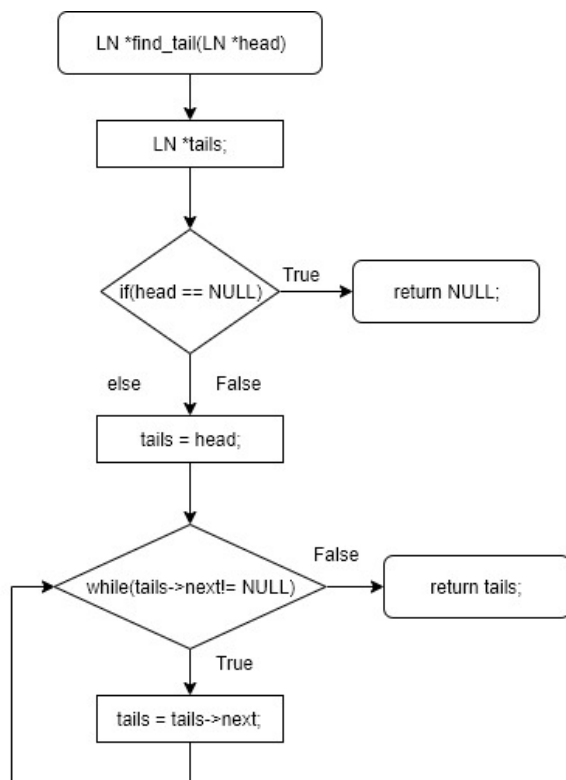 LN *find_tail(LN *head)
LN *tails;
if(head == NULL)
True
return NULL;
else
False
tails = head;
while(tails->next!= NULL)
False
return tails;
True
tails = tails->next;